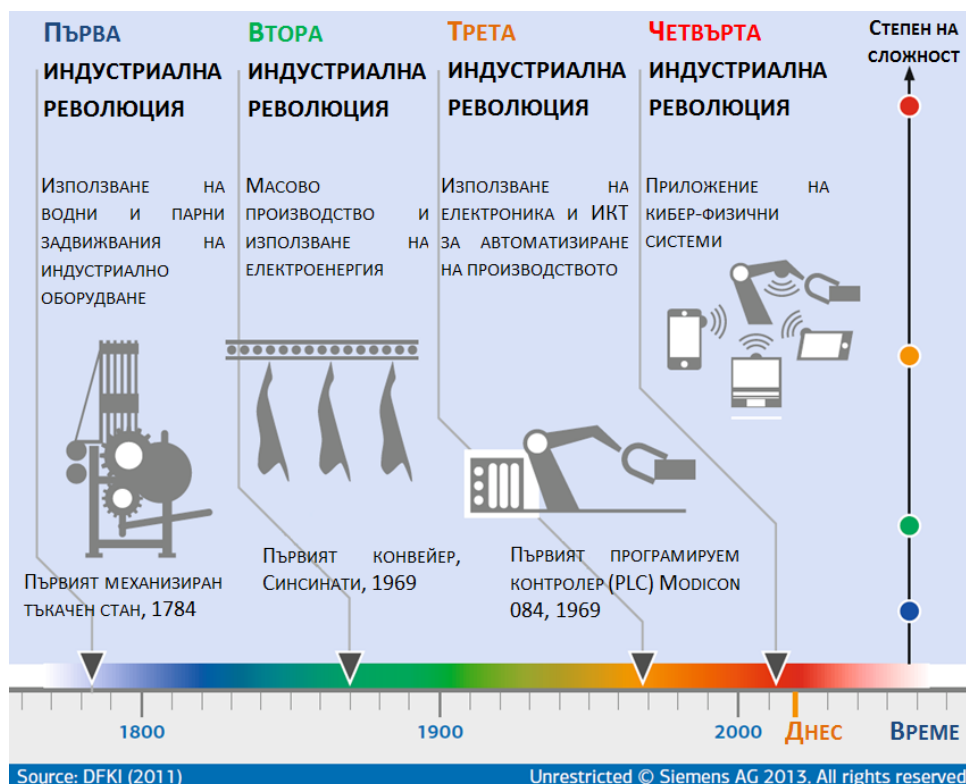 ПЪРВА
ИНДУСТРИАЛНА
РЕВОЛЮЦИЯ
ИЗПОЛЗВАНЕ НА
ВОДНИ И ПАРНИ
ЗАДВИЖВАНИЯ НА
ИНДУСТРИАЛНО
ОБОРУДВАНЕ
ПЪРВИЯТ МЕХАНИЗИРАН
ТЪКАЧЕН СТАН, 1784
ВТОРА
ИНДУСТРИАЛНА
РЕВОЛЮЦИЯ
МАСОВО
ПРОИЗВОДСТВО И
ИЗПОЛЗВАНЕ НА
ЕЛЕКТРОЕНЕРГИЯ
ПЪРВИЯТ КОНВЕЙЕР,
СИНСИНАТИ, 1969
ТРЕТА
ИНДУСТРИАЛНА
РЕВОЛЮЦИЯ
ИЗПОЛЗВАНЕ НА
ЕЛЕКТРОНИКА И ИКТ
ЗА АВТОМАТИЗИРАНЕ
НА ПРОИЗВОДСТВОТО
ПЪРВИЯТ ПРОГРАМИРУЕМ
КОНТРОЛЕР (PLC) MODICON
084, 1969
ЧЕТВЪРТА
ИНДУСТРИАЛНА
РЕВОЛЮЦИЯ
ПРИЛОЖЕНИЕ НА
КИБЕР-ФИЗИЧНИ
СИСТЕМИ
СТЕПЕН НА
СЛОЖНОСТ
1800
1900
2000
ДНЕС
ВРЕМЕ
Source: DFKI (2011)
Unrestricted © Siemens AG 2013. All rights reserved